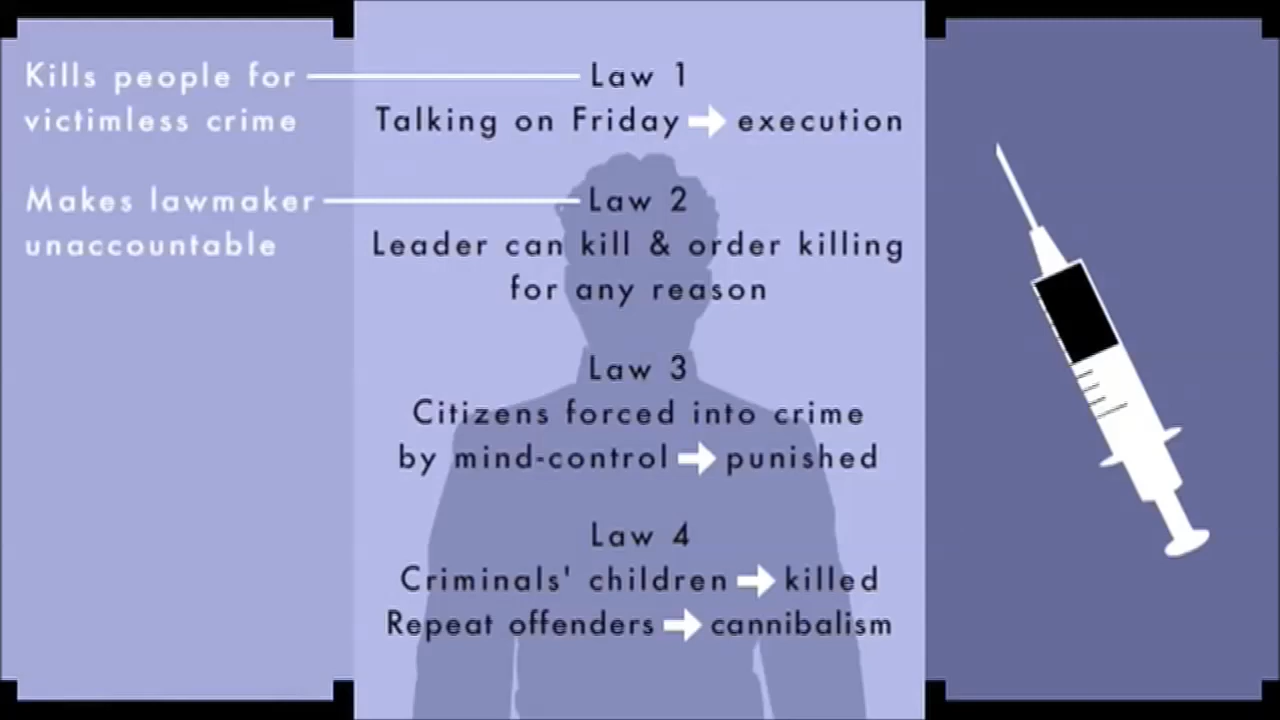 Kills people for
victimless crime
Makes lawmaker
unaccountable
Law 1
Talking on Friday → execution
Law 2
Leader can kill & order killing
for any reason
Law 3
Citizens forced into crime
by mind-control → punished
Law 4
Criminals' children → killed
Repeat offenders → cannibalism